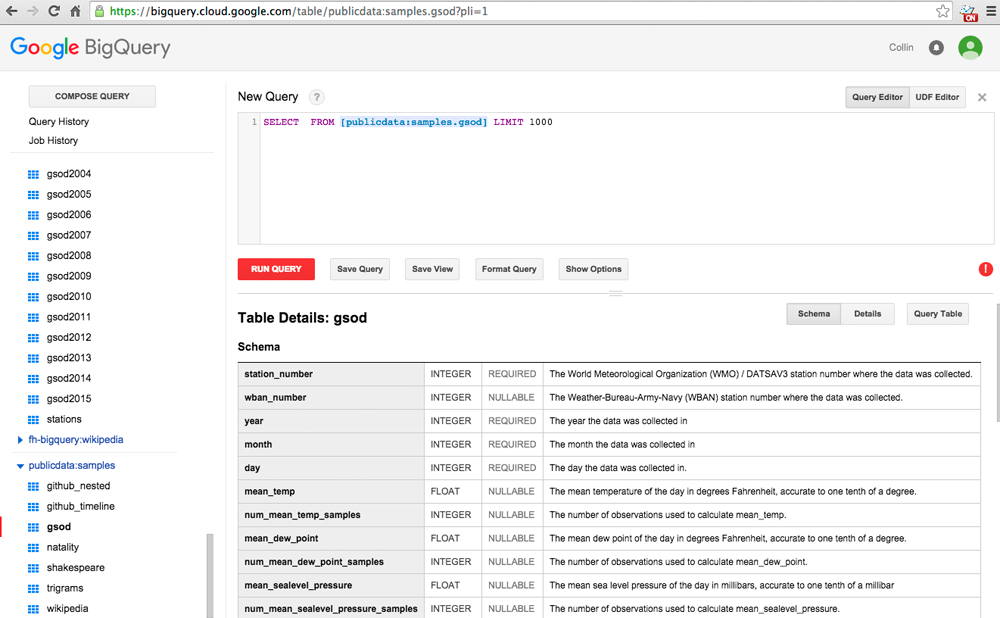 https://bigquery.cloud.google.com/table/publicdata:samples.gsod?pli=1
ON
Google BigQuery
Collin
COMPOSE QUERY
Query History
Job History
gsod2004
gsod2005
gsod2006
gsod2007
gsod2008
gsod2009
gsod2010
gsod2011
gsod2012
gsod2013
gsod2014
gsod2015
stations
fh-bigquery:wikipedia
publicdata:samples
github_nested
github_timeline
gsod
natality
shakespeare
trigrams
wikipedia
New Query ?
Query Editor UDF Editor
1 SELECT  FROM [publicdata:samples.gsod] LIMIT 1000
RUN QUERY Save Query Save View Format Query Show Options !
Table Details: gsod
Schema Details Query Table
Schema
station_number INTEGER REQUIRED The World Meteorological Organization (WMO) / DATSAV3 station number where the data was collected.
wban_number INTEGER NULLABLE The Weather-Bureau-Army-Navy (WBAN) station number where the data was collected.
year INTEGER REQUIRED The year the data was collected in
month INTEGER REQUIRED The month the data was collected in
day INTEGER REQUIRED The day the data was collected in.
mean_temp FLOAT NULLABLE The mean temperature of the day in degrees Fahrenheit, accurate to one tenth of a degree.
num_mean_temp_samples INTEGER NULLABLE The number of observations used to calculate mean_temp.
mean_dew_point FLOAT NULLABLE The mean dew point of the day in degrees Fahrenheit, accurate to one tenth of a degree.
num_mean_dew_point_samples INTEGER NULLABLE The number of observations used to calculate mean_dew_point.
mean_sealevel_pressure FLOAT NULLABLE The mean sea level pressure of the day in millibars, accurate to one tenth of a millibar
num_mean_sealevel_pressure_samples INTEGER NULLABLE The number of observations used to calculate mean_sealevel_pressure.